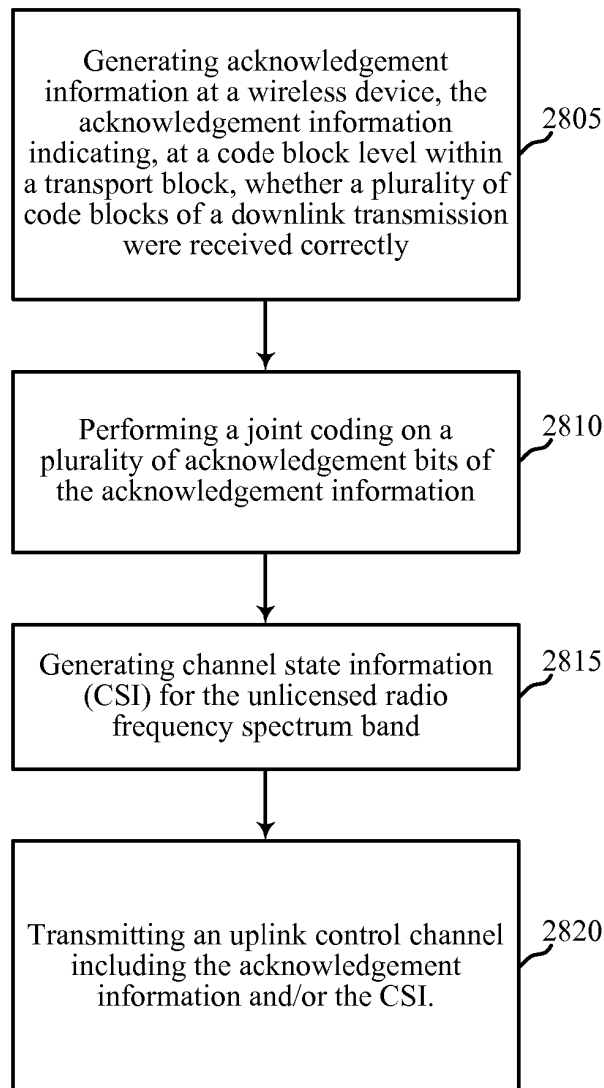 Generating acknowledgement
information at a wireless device, the
acknowledgement information
indicating, at a code block level within
a transport block, whether a plurality of
code blocks of a downlink transmission
were received correctly
2805
Performing a joint coding on a
plurality of acknowledgement bits of
the acknowledgement information
2810
Generating channel state information
(CSI) for the unlicensed radio
frequency spectrum band
2815
Transmitting an uplink control channel
including the acknowledgement
information and/or the CSI.
2820